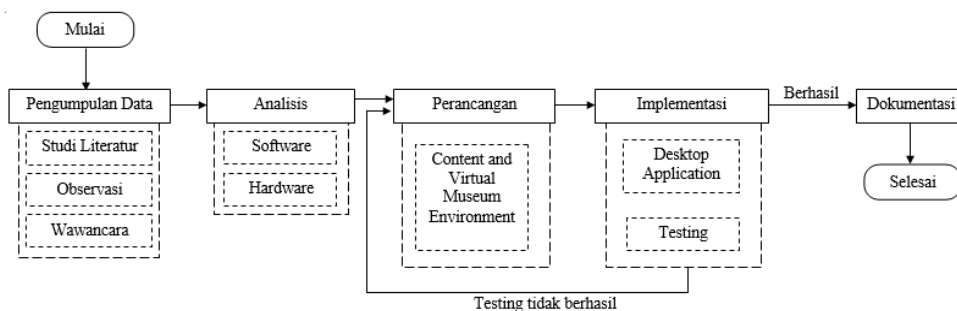 Mulai
Pengumpulan Data
Studi Literatur
Observasi
Wawancara
Analisis
Software
Hardware
Perancangan
Content and
Virtual
Museum
Environment
Implementasi
Desktop
Application
Testing
Berhasil
Dokumentasi
Selesai
Testing tidak berhasil